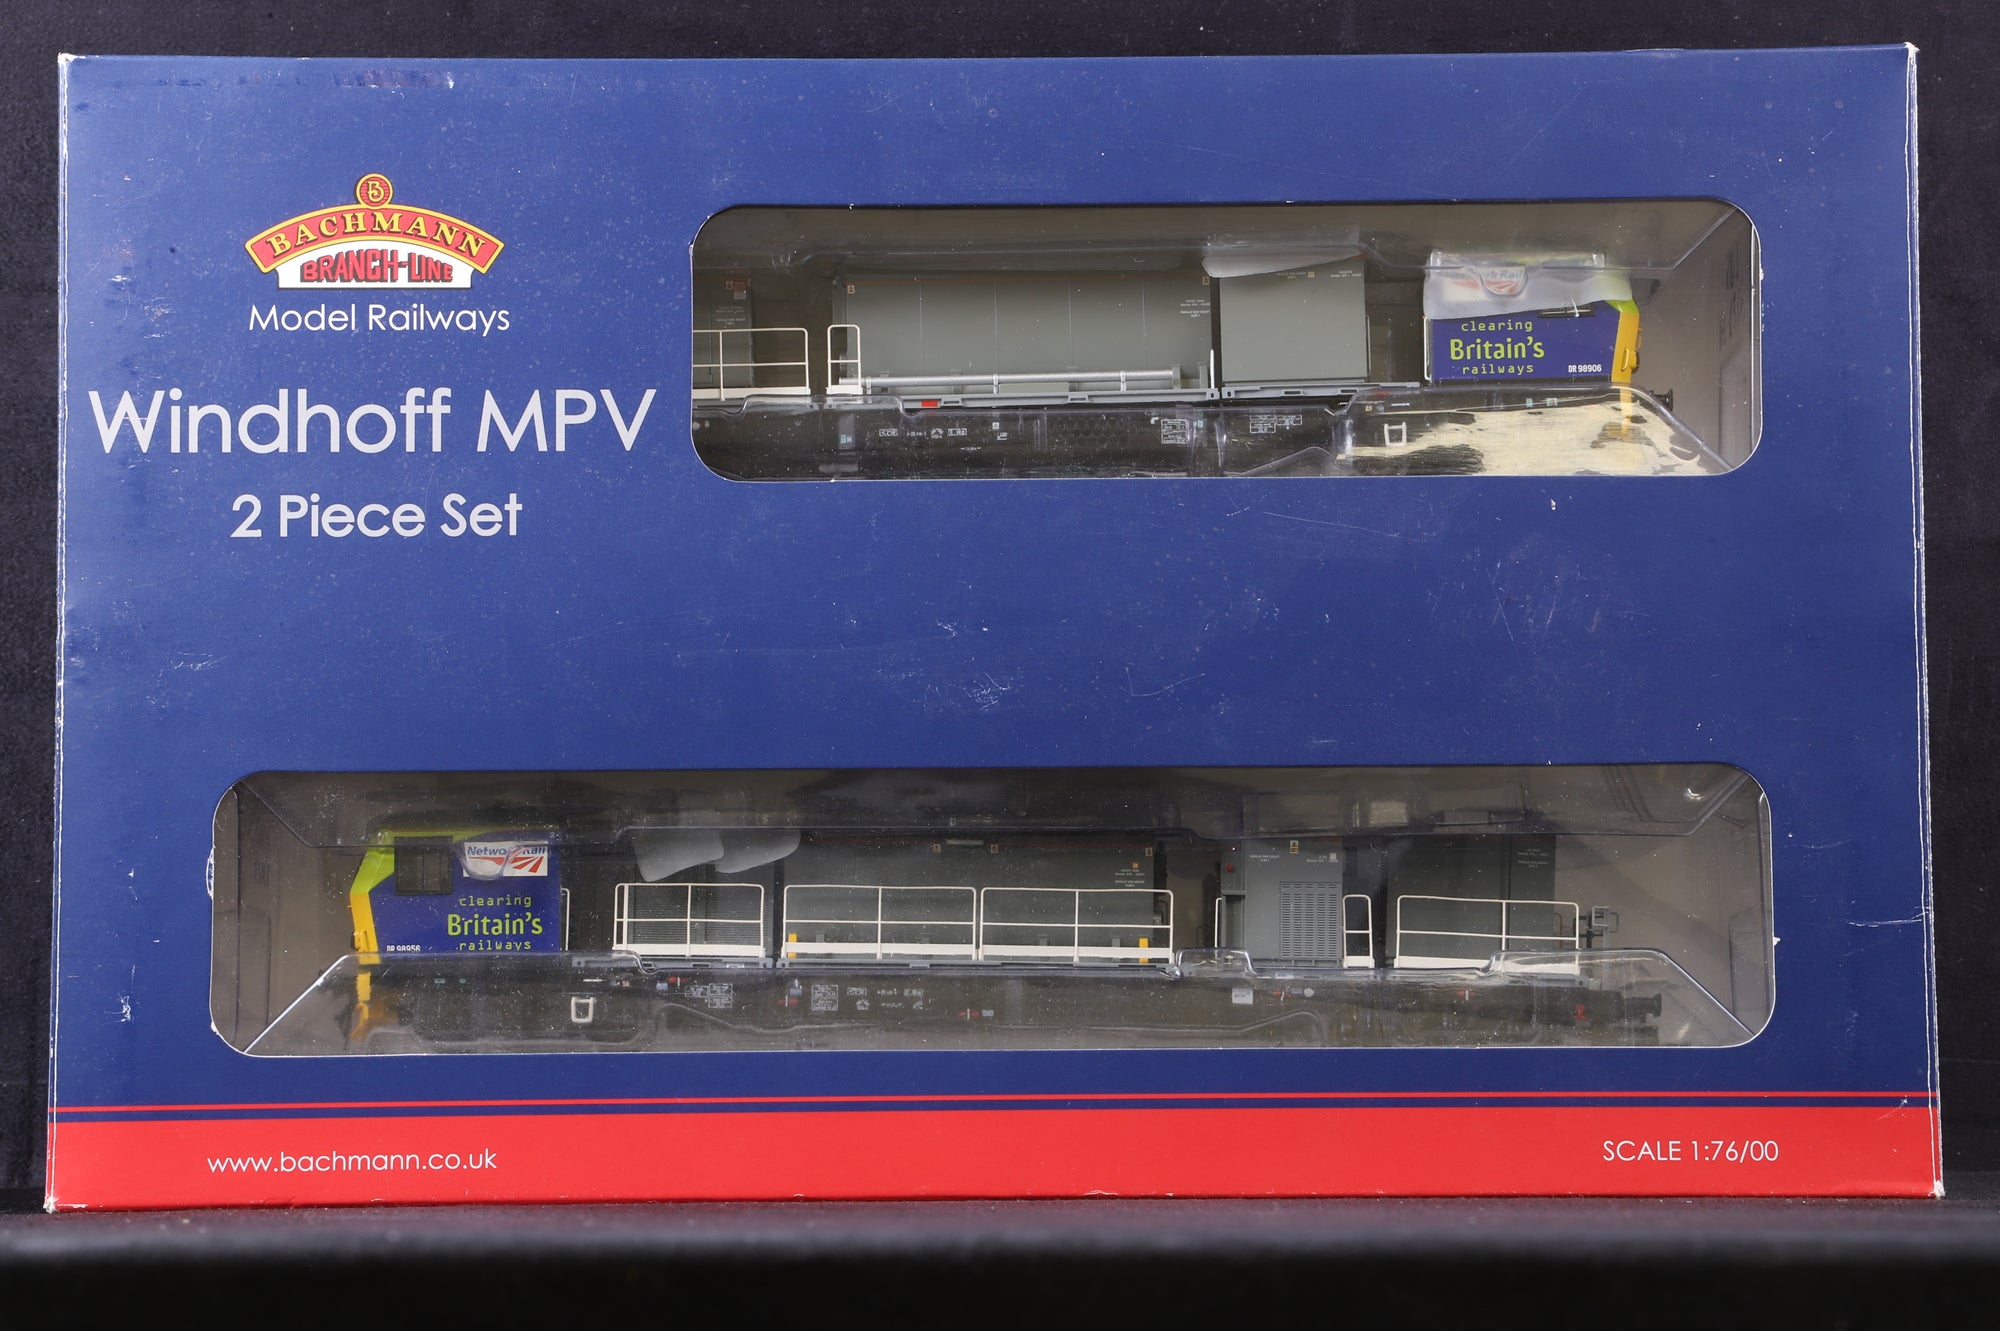 BACHMANN
BRANCH-LINE
Model Railways
Windhoff MPV
2 Piece Set
clearing
Britain's
railways
DR 98906
Network Rail
clearing
Britain's
railways
DR 98956
www.bachmann.co.uk
SCALE 1:76/00